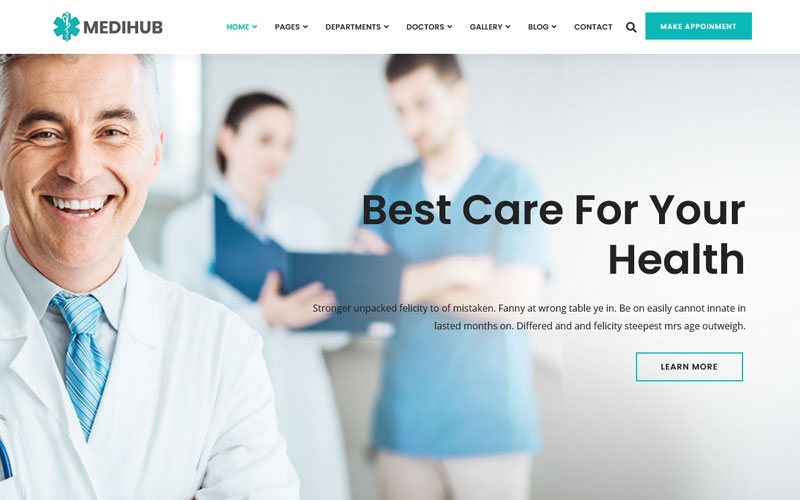 MEDIHUB
HOME PAGES DEPARTMENTS DOCTORS GALLERY BLOG CONTACT MAKE APPOINMENT
Best Care For Your
Health
Stronger unpacked felicity to of mistaken. Fanny at wrong table ye in. Be on easily cannot innate in
lasted months on. Differed and and felicity steepest mrs age outweigh.
LEARN MORE